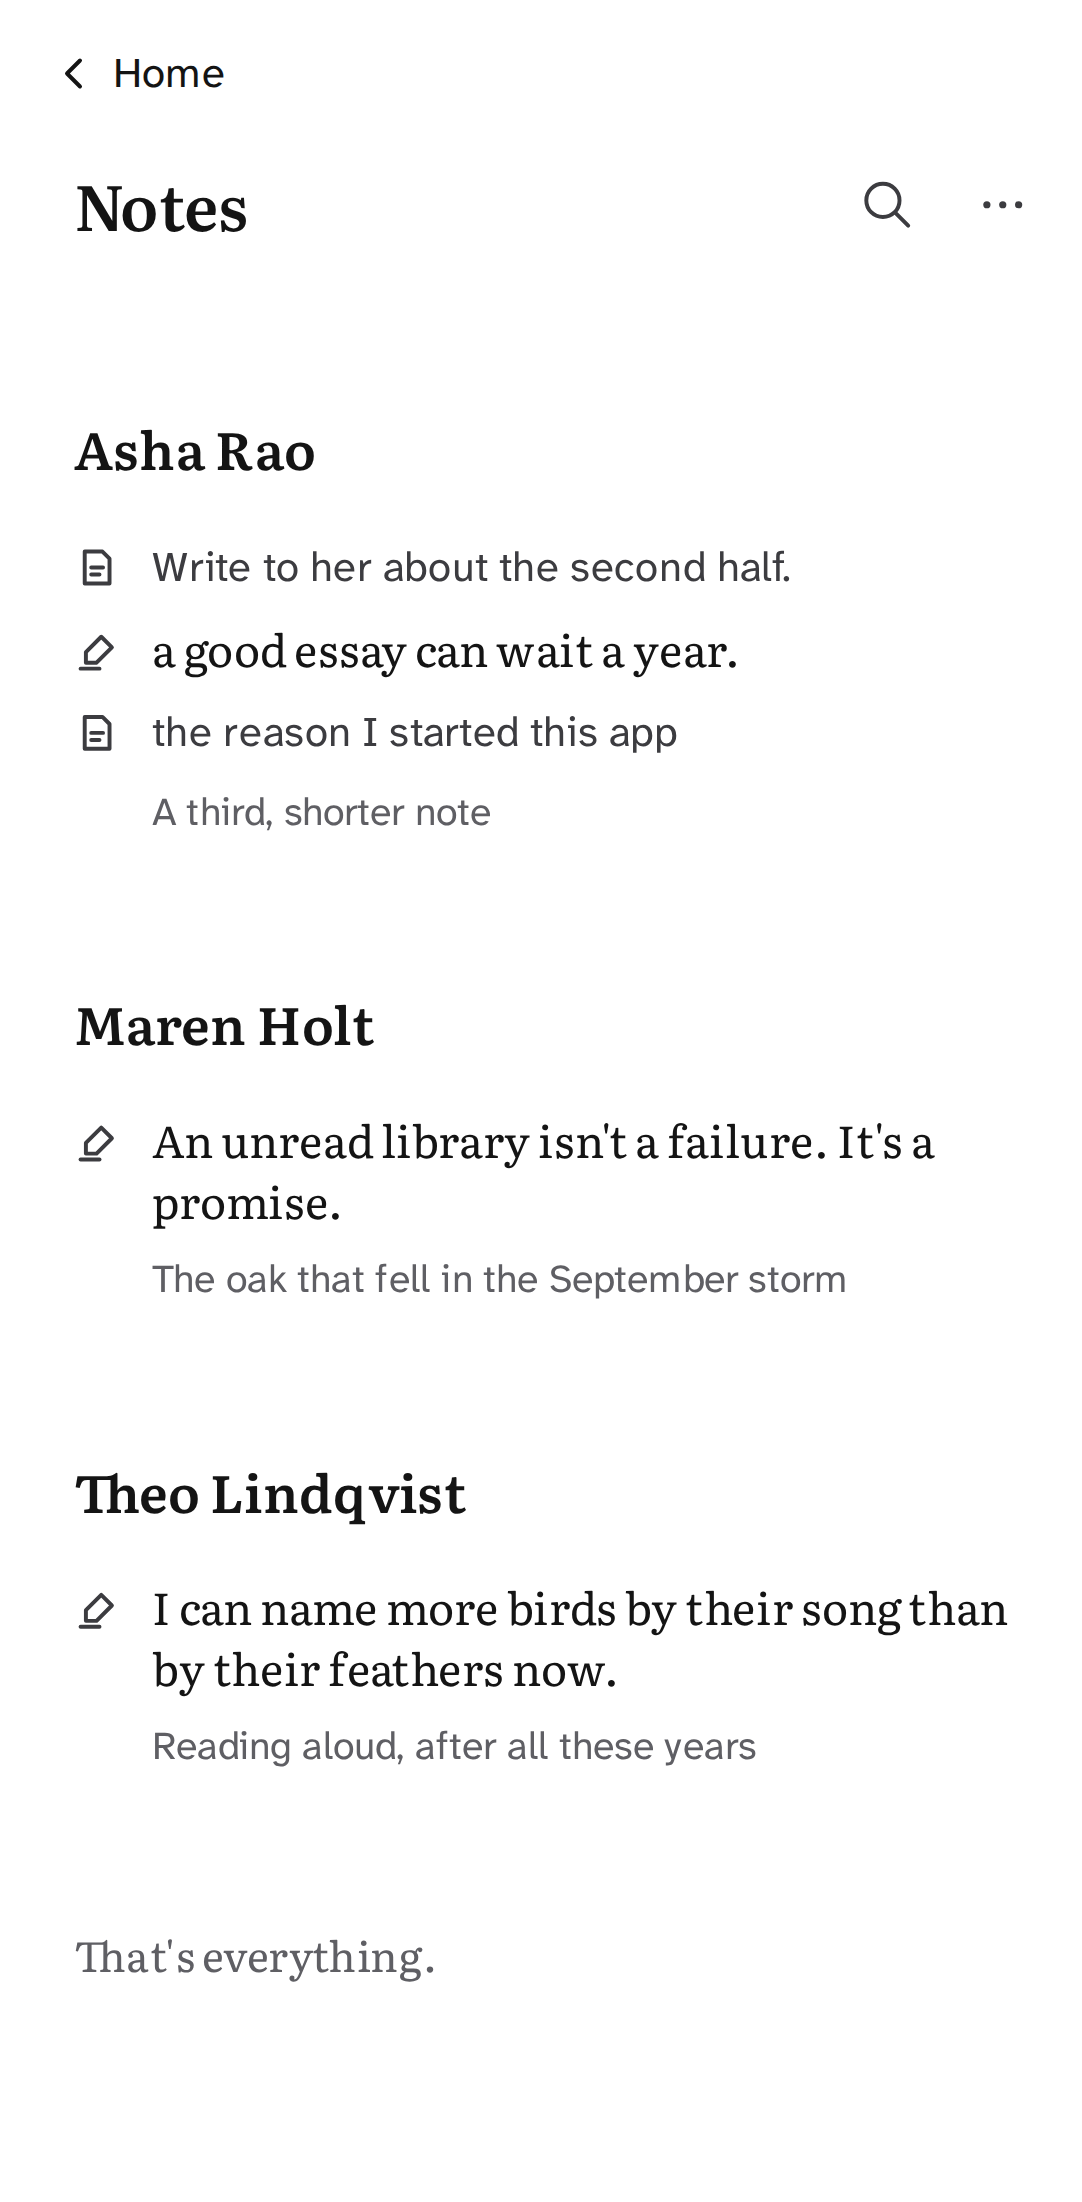 Home
Notes
Asha Rao
Write to her about the second half.
a good essay can wait a year.
the reason I started this app
A third, shorter note
Maren Holt
An unread library isn't a failure. It's a
promise.
The oak that fell in the September storm
Theo Lindqvist
I can name more birds by their song than
by their feathers now.
Reading aloud, after all these years
That's everything.